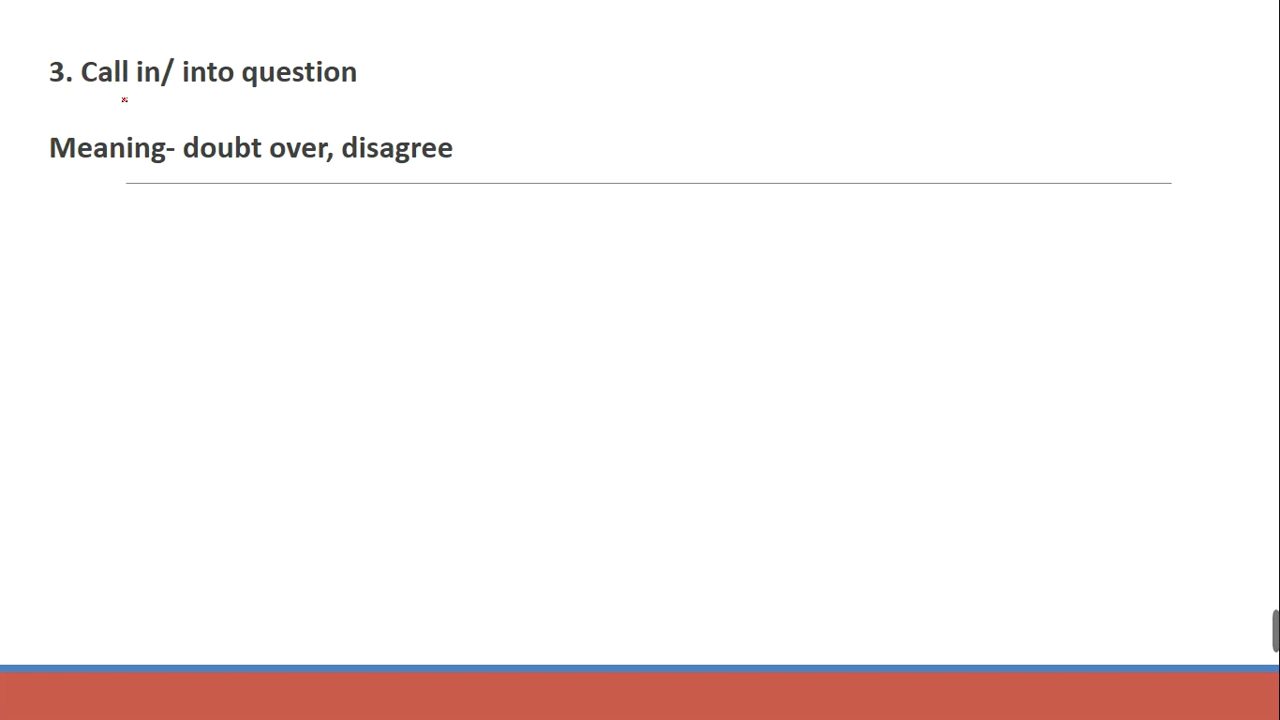 3. Call in/ into question
Meaning- doubt over, disagree